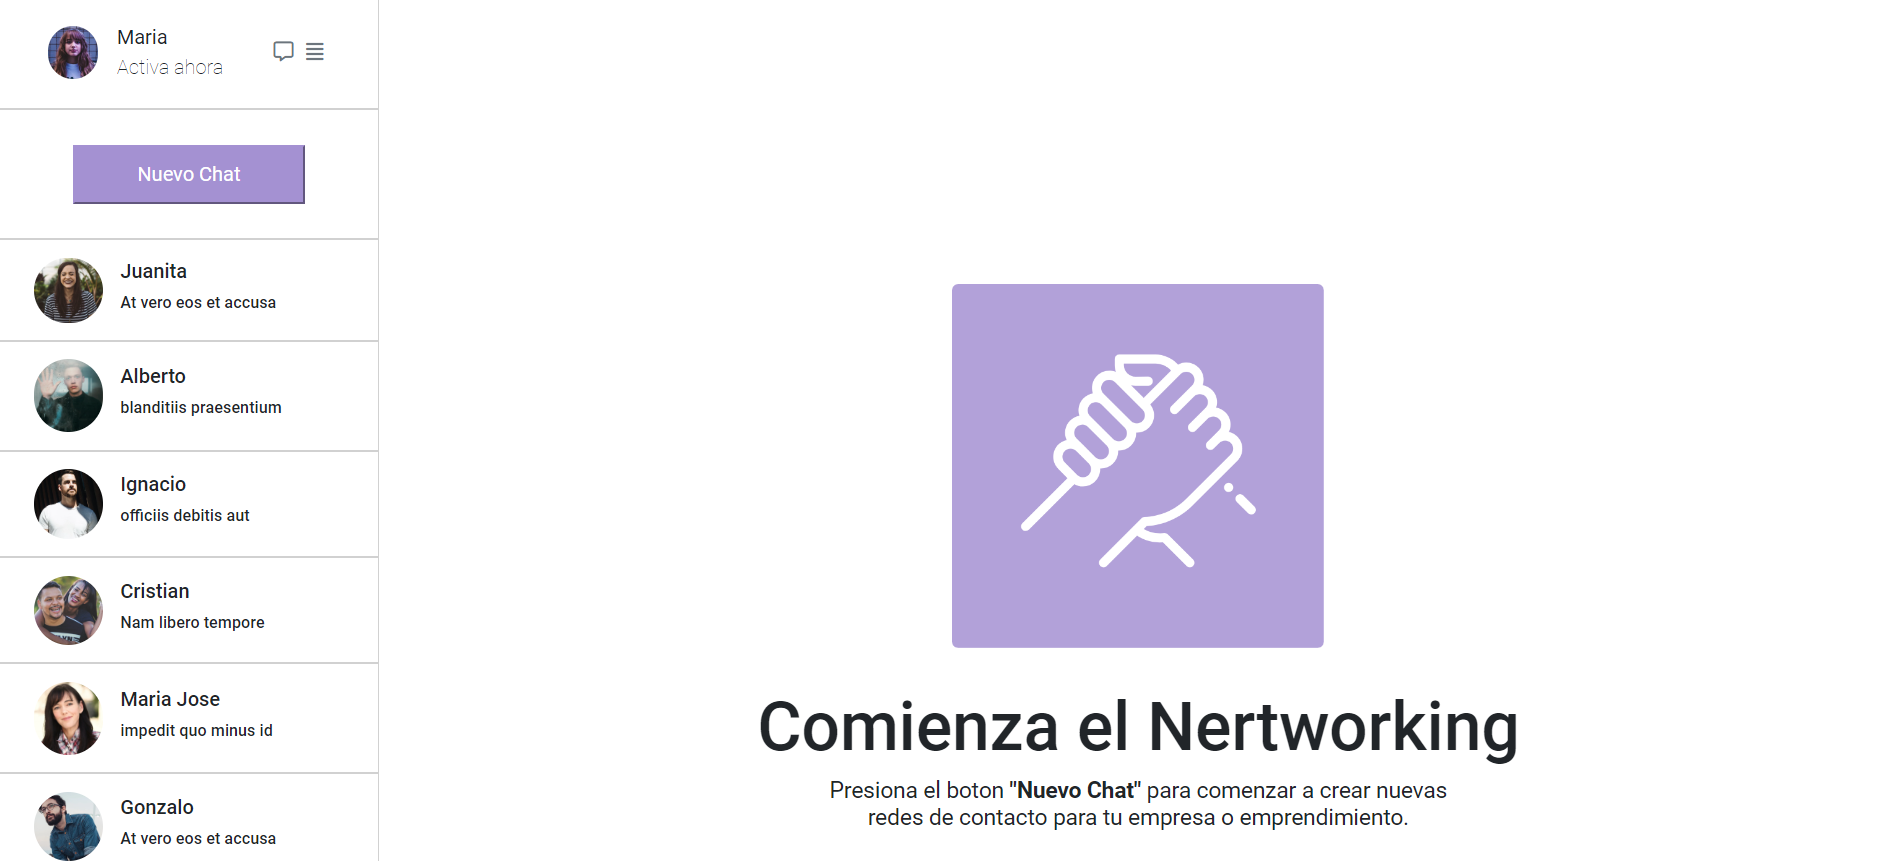 Maria
Activa ahora
Nuevo Chat
Juanita
At vero eos et accusa
Alberto
blanditiis praesentium
Ignacio
officiis debitis aut
Cristian
Nam libero tempore
Maria Jose
impedit quo minus id
Gonzalo
At vero eos et accusa
Comienza el Nertworking
Presiona el boton "Nuevo Chat" para comenzar a crear nuevas
redes de contacto para tu empresa o emprendimiento.